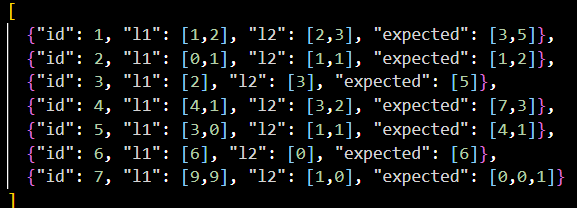 [
{"id": 1, "l1": [1,2], "l2": [2,3], "expected": [3,5]},
{"id": 2, "l1": [0,1], "l2": [1,1], "expected": [1,2]},
{"id": 3, "l1": [2], "l2": [3], "expected": [5]},
{"id": 4, "l1": [4,1], "l2": [3,2], "expected": [7,3]},
{"id": 5, "l1": [3,0], "l2": [1,1], "expected": [4,1]},
{"id": 6, "l1": [6], "l2": [0], "expected": [6]},
{"id": 7, "l1": [9,9], "l2": [1,0], "expected": [0,0,1]}
]